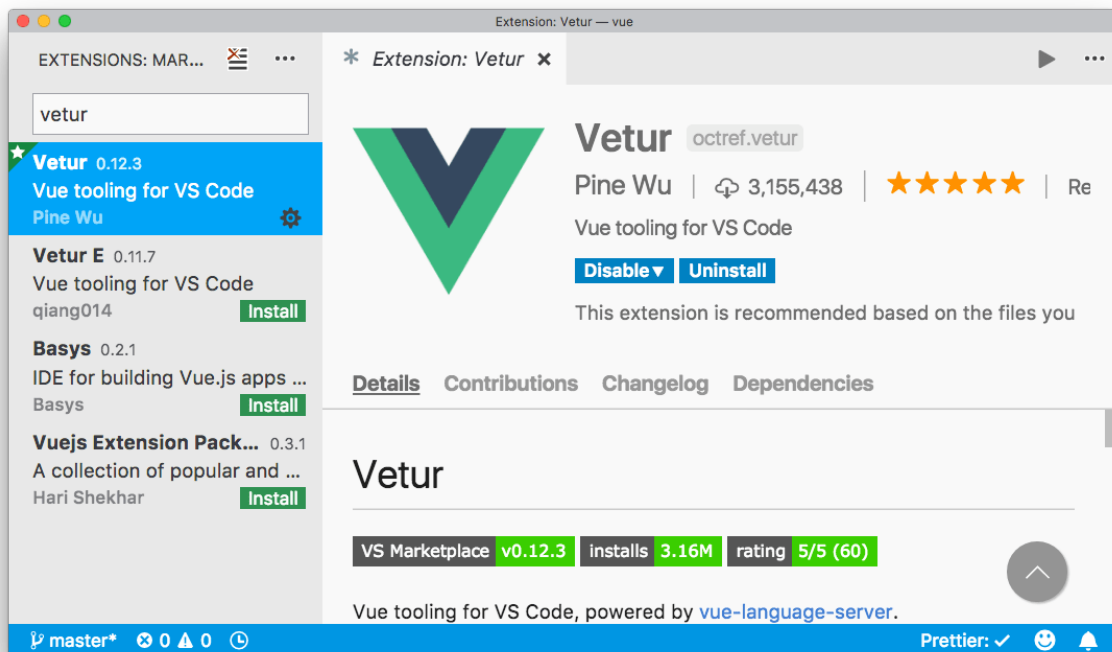 Extension: Vetur — vue
EXTENSIONS: MAR...
vetur
Vetur 0.12.3
Vue tooling for VS Code
Pine Wu
Vetur E 0.11.7
Vue tooling for VS Code
qiang014 Install
Basys 0.2.1
IDE for building Vue.js apps ...
Basys Install
Vuejs Extension Pack... 0.3.1
A collection of popular and ...
Hari Shekhar Install
Extension: Vetur
Vetur octref.vetur
Pine Wu | 3,155,438 | Re
Vue tooling for VS Code
Disable Uninstall
This extension is recommended based on the files you
Details Contributions Changelog Dependencies
Vetur
VS Marketplace v0.12.3 installs 3.16M rating 5/5 (60)
Vue tooling for VS Code, powered by vue-language-server.
master* 0 0 Prettier: ✓